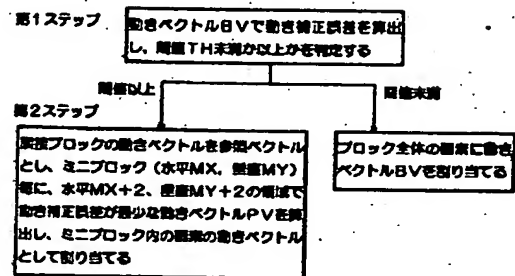 第1ステップ
動きベクトルBVで動き補正誤差を算出
し、閾値TH未満か以上かを判定する
閾値以上
閾値未満
第2ステップ
隣接ブロックの動きベクトルを参照ベクトル
とし、ミニブロック（水平MX、垂直MY）
毎に、水平MX+2、垂直MY+2の領域で
動き補正誤差が最少な動きベクトルPVを算
出し、ミニブロック内の画素の動きベクトル
として割り当てる
ブロック全体の画素に動き
ベクトルBVを割り当てる